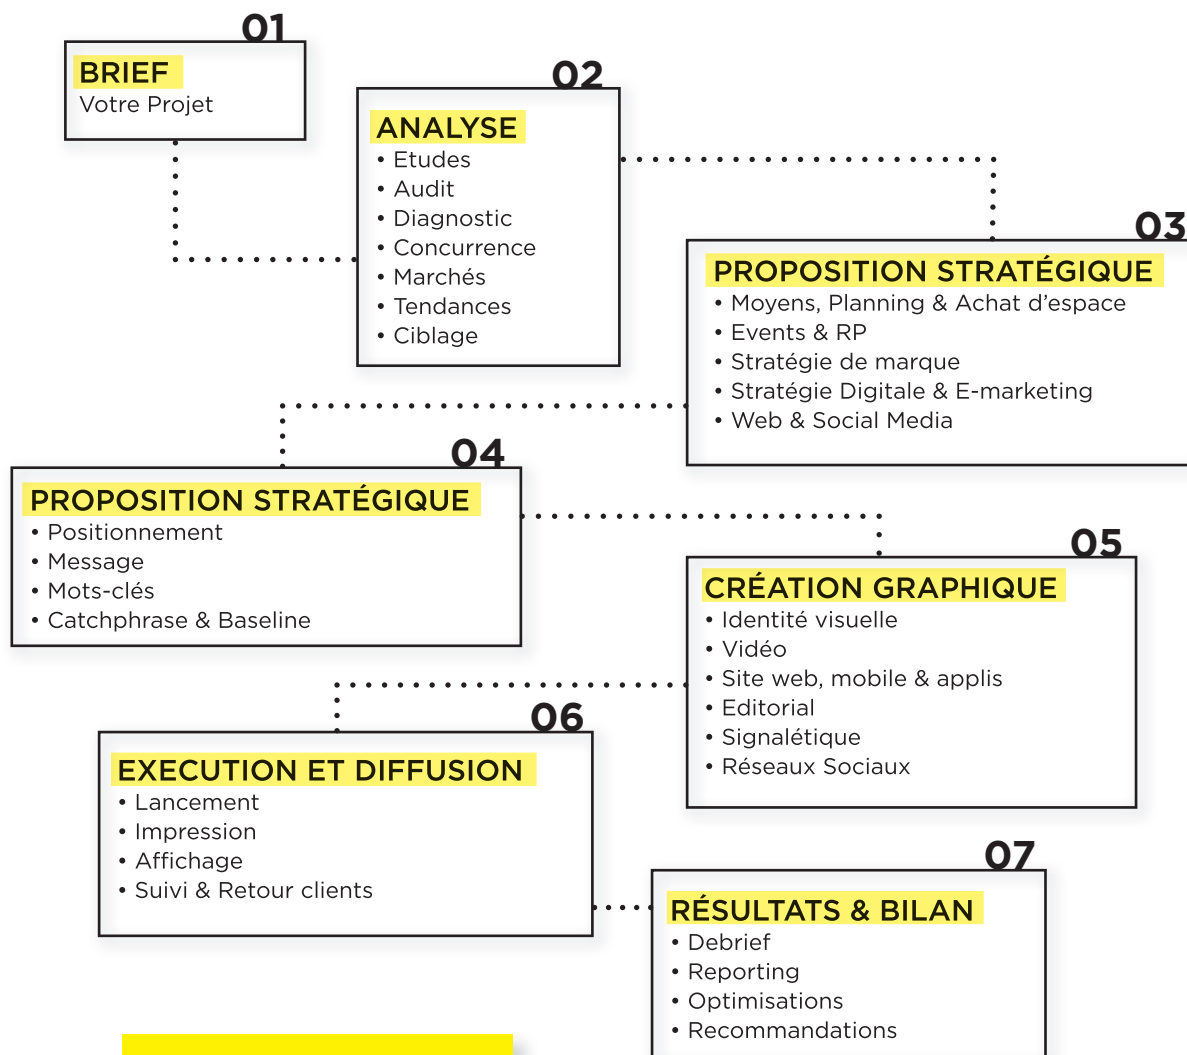 01
BRIEF
Votre Projet
02
ANALYSE
• Etudes
• Audit
• Diagnostic
• Concurrence
• Marchés
• Tendances
• Ciblage
03
PROPOSITION STRATÉGIQUE
• Moyens, Planning & Achat d’espace
• Events & RP
• Stratégie de marque
• Stratégie Digitale & E-marketing
• Web & Social Media
04
PROPOSITION STRATÉGIQUE
• Positionnement
• Message
• Mots-clés
• Catchphrase & Baseline
05
CRÉATION GRAPHIQUE
• Identité visuelle
• Vidéo
• Site web, mobile & applis
• Editorial
• Signalétique
• Réseaux Sociaux
06
EXECUTION ET DIFFUSION
• Lancement
• Impression
• Affichage
• Suivi & Retour clients
07
RÉSULTATS & BILAN
• Debrief
• Reporting
• Optimisations
• Recommandations